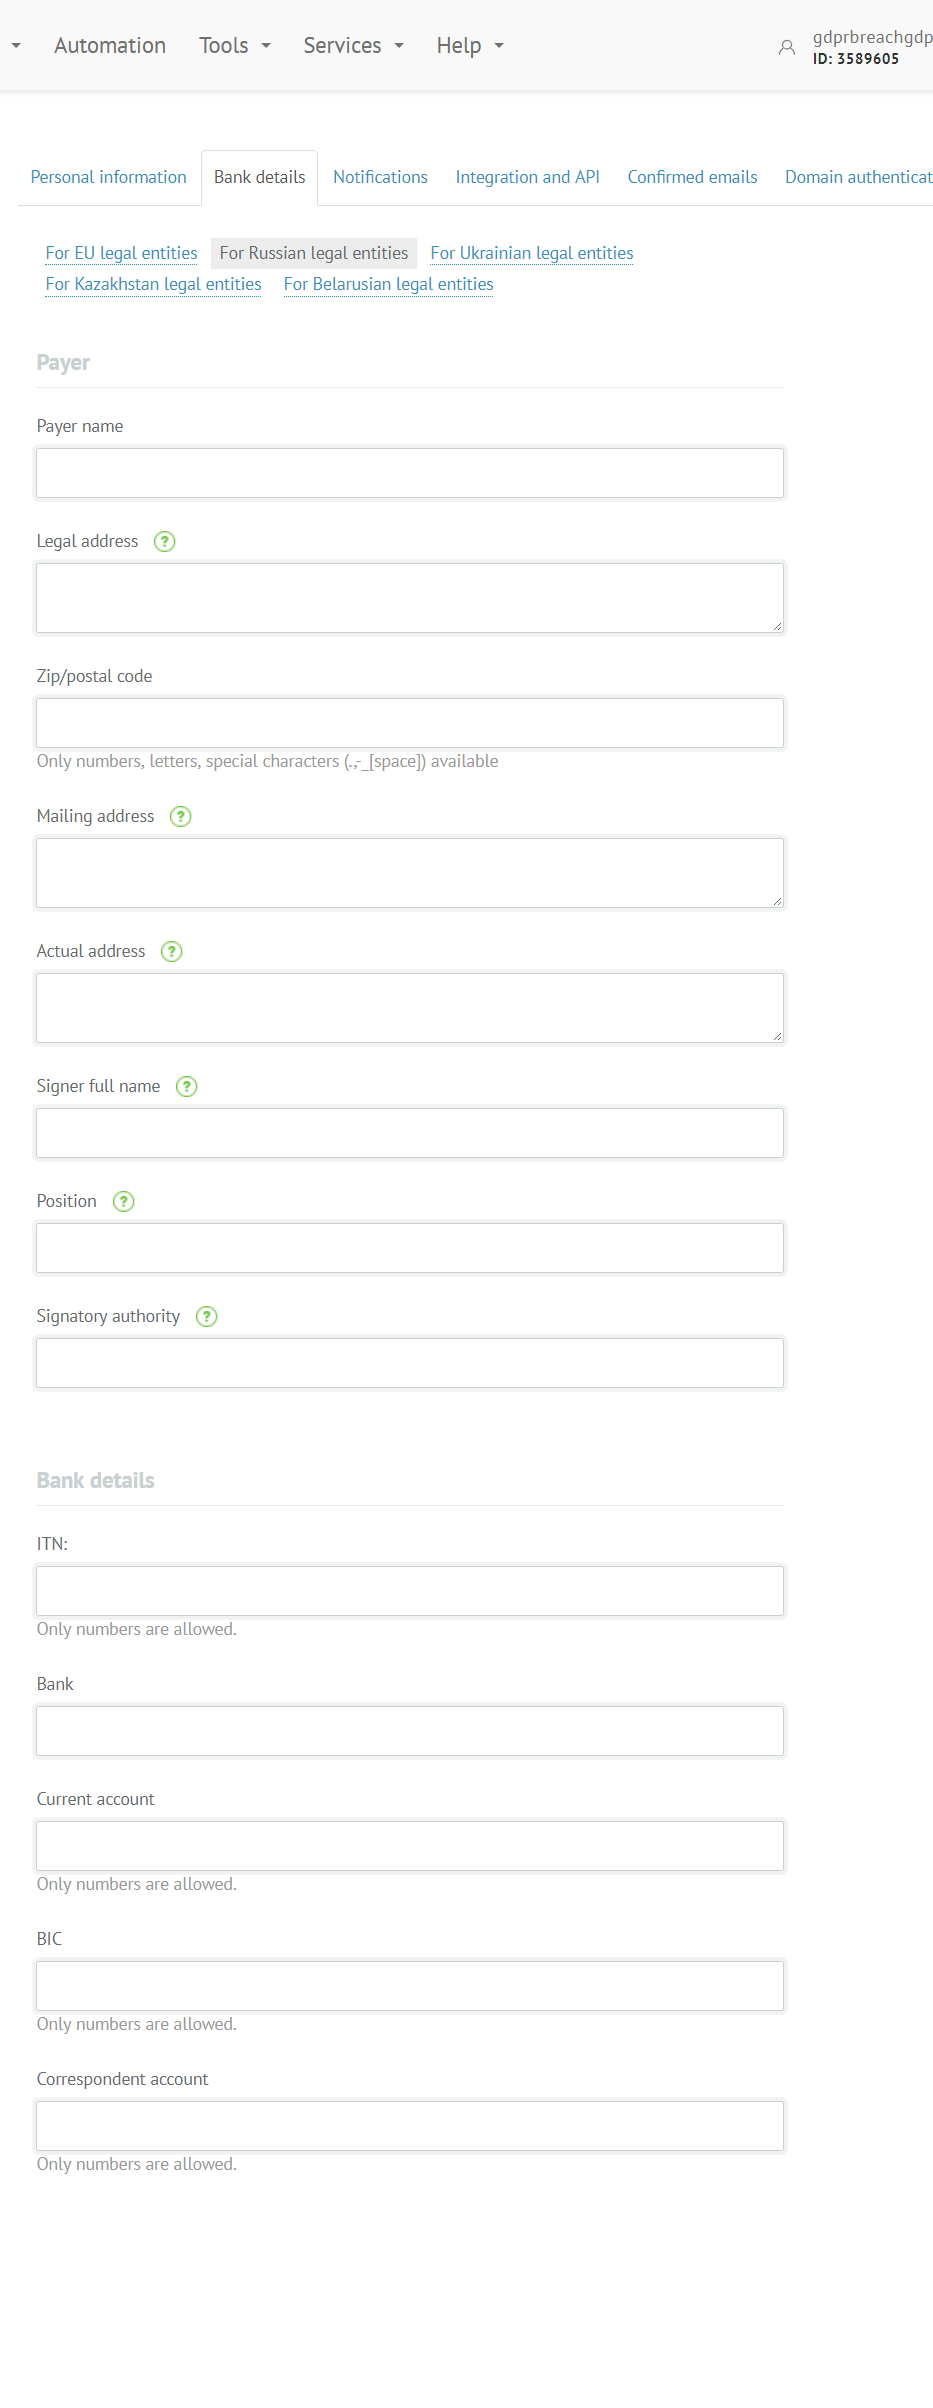 Automation Tools Services Help
gdprbreachgdp
ID: 3589605
Personal information Bank details Notifications Integration and API Confirmed emails Domain authenticat
For EU legal entities For Russian legal entities For Ukrainian legal entities
For Kazakhstan legal entities For Belarusian legal entities
Payer
Payer name
Legal address ?
Zip/postal code
Only numbers, letters, special characters (.,-_[space]) available
Mailing address ?
Actual address ?
Signer full name ?
Position ?
Signatory authority ?
Bank details
ITN:
Only numbers are allowed.
Bank
Current account
Only numbers are allowed.
BIC
Only numbers are allowed.
Correspondent account
Only numbers are allowed.